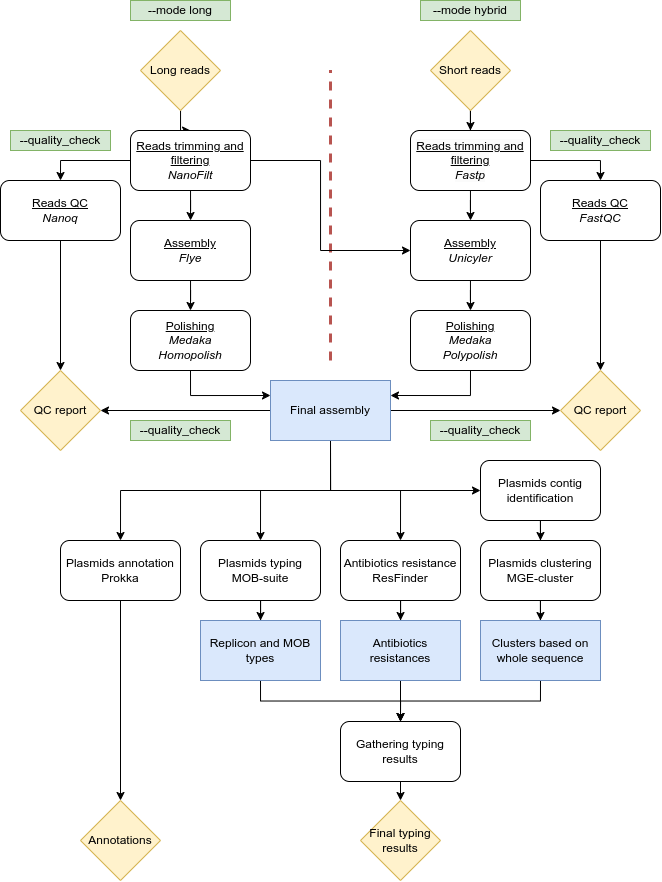 --mode long
--mode hybrid
Long reads
Short reads
--quality_check
Reads trimming and
filtering
NanoFilt
Reads trimming and
filtering
Fastp
--quality_check
Reads QC
Nanoq
Reads QC
FastQC
Assembly
Flye
Assembly
Unicyler
Polishing
Medaka
Homopolish
Polishing
Medaka
Polypolish
QC report
Final assembly
QC report
--quality_check
--quality_check
Plasmids contig
identification
Plasmids annotation
Prokka
Plasmids typing
MOB-suite
Antibiotics resistance
ResFinder
Plasmids clustering
MGE-cluster
Replicon and MOB
types
Antibiotics
resistances
Clusters based on
whole sequence
Gathering typing
results
Annotations
Final typing
results